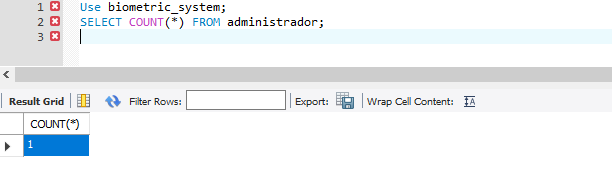 1 Use biometric_system;
2 SELECT COUNT(*) FROM administrador;
3
Result Grid Filter Rows: Export: Wrap Cell Content:
COUNT(*)
1